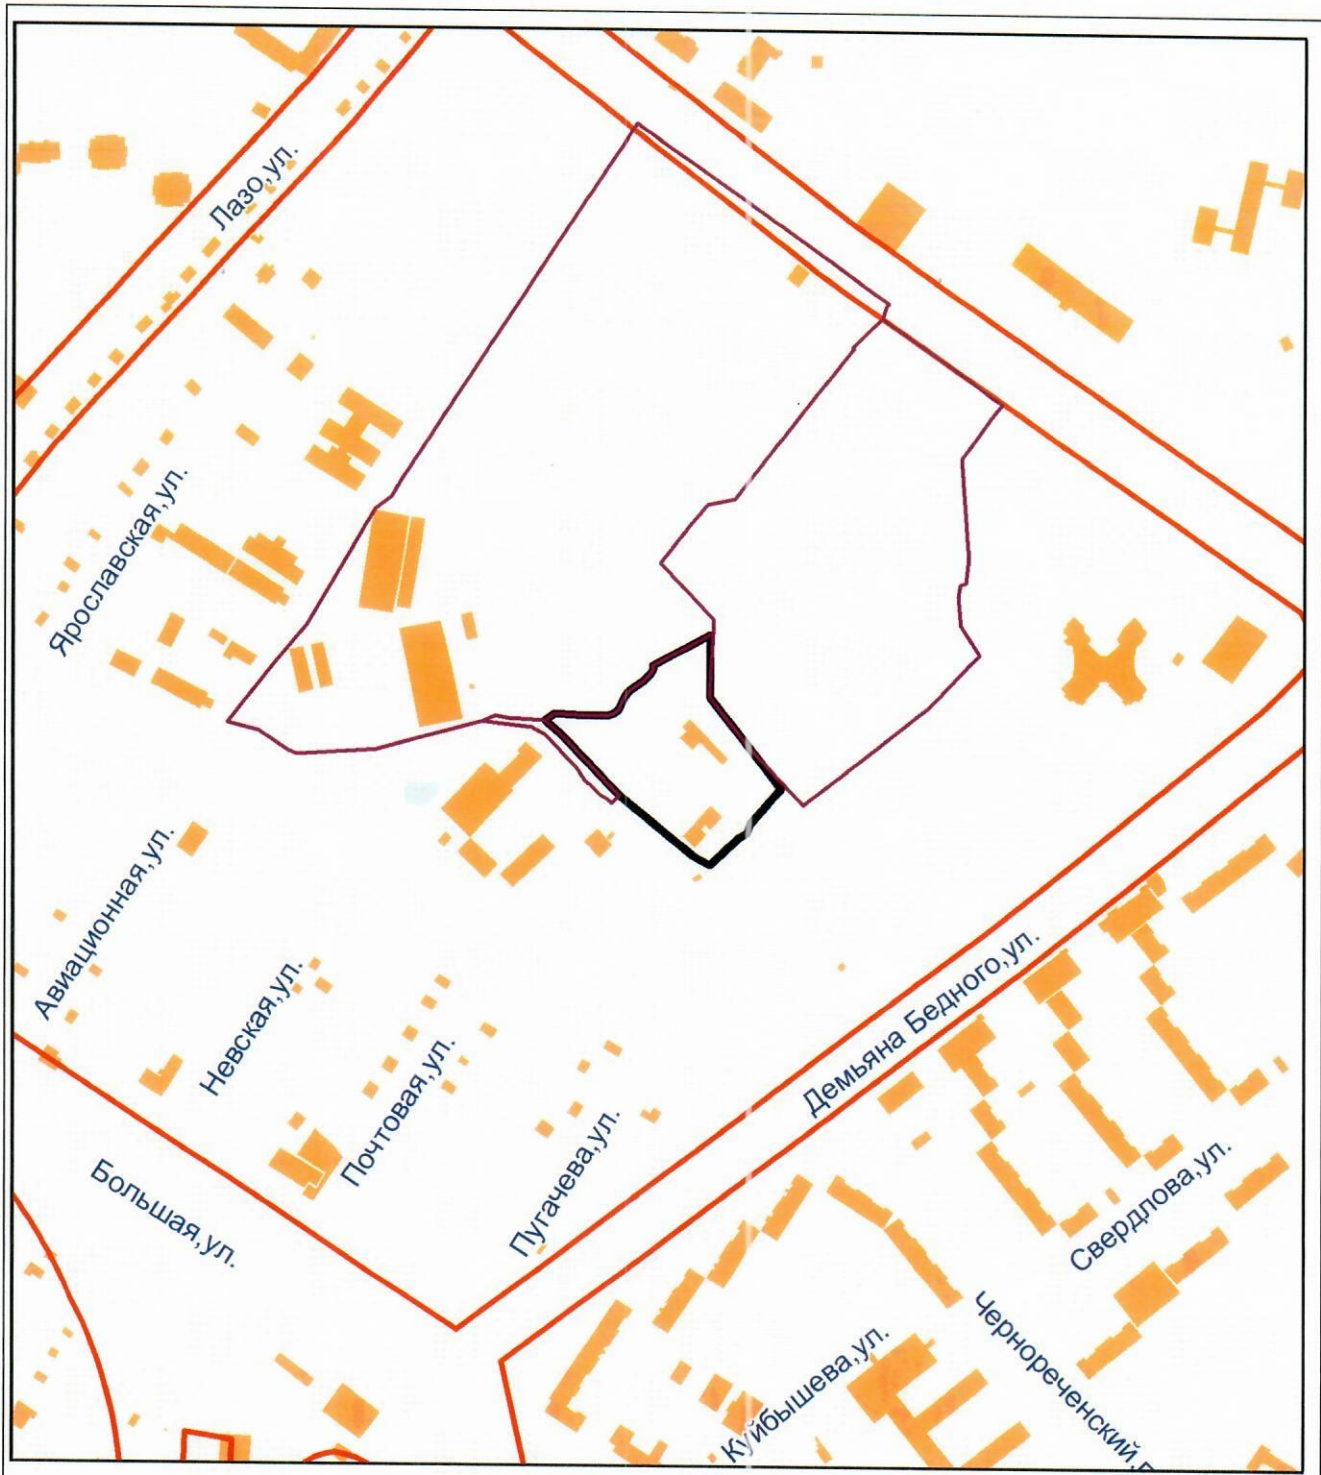 Лазо,ул.
Ярославская,ул.
Авиационная,ул.
Невская,ул.
Почтовая,ул.
Большая,ул.
Пугачева,ул.
Демьяна Бедного,ул.
Свердлова,ул.
Чернореченский,п
Куйбышева,ул.